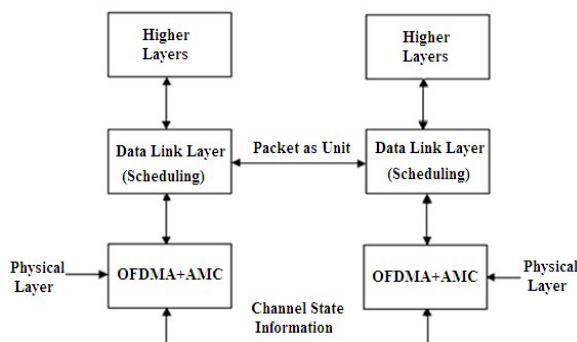 Higher
Layers
Higher
Layers
Data Link Layer
(Scheduling)
Packet as Unit
Data Link Layer
(Scheduling)
Physical
Layer
OFDMA+AMC
OFDMA+AMC
Physical
Layer
Channel State
Information